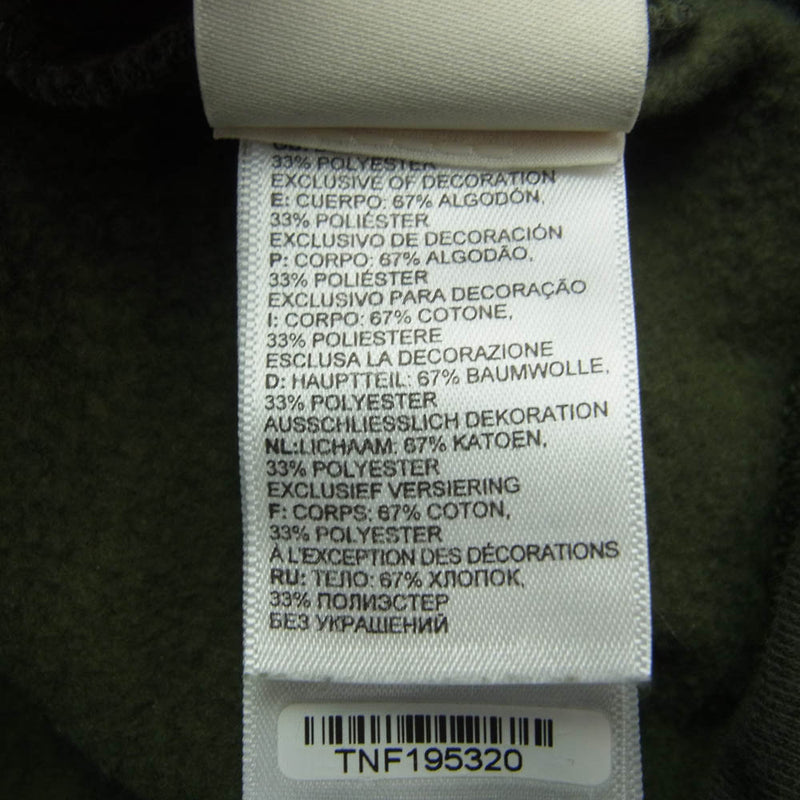 33% POLYESTER
EXCLUSIVE OF DECORATION
E: CUERPO: 67% ALGODÓN,
33% POLIÉSTER
EXCLUSIVO DE DECORACIÓN
P: CORPO: 67% ALGODÃO,
33% POLIÉSTER
EXCLUSIVO PARA DECORAÇÃO
I: CORPO: 67% COTONE,
33% POLIESTERE
ESCLUSA LA DECORAZIONE
D: HAUPTTEIL: 67% BAUMWOLLE,
33% POLYESTER
AUSSCHLIESSLICH DEKORATION
NL:LICHAAM: 67% KATOEN,
33% POLYESTER
EXCLUSIEF VERSIERING
F: CORPS: 67% COTON,
33% POLYESTER
À L'EXCEPTION DES DÉCORATIONS
RU: ТЕЛО: 67% ХЛОПОК,
33% ПОЛИЭСТЕР
БЕЗ УКРАШЕНИЙ
TNF195320